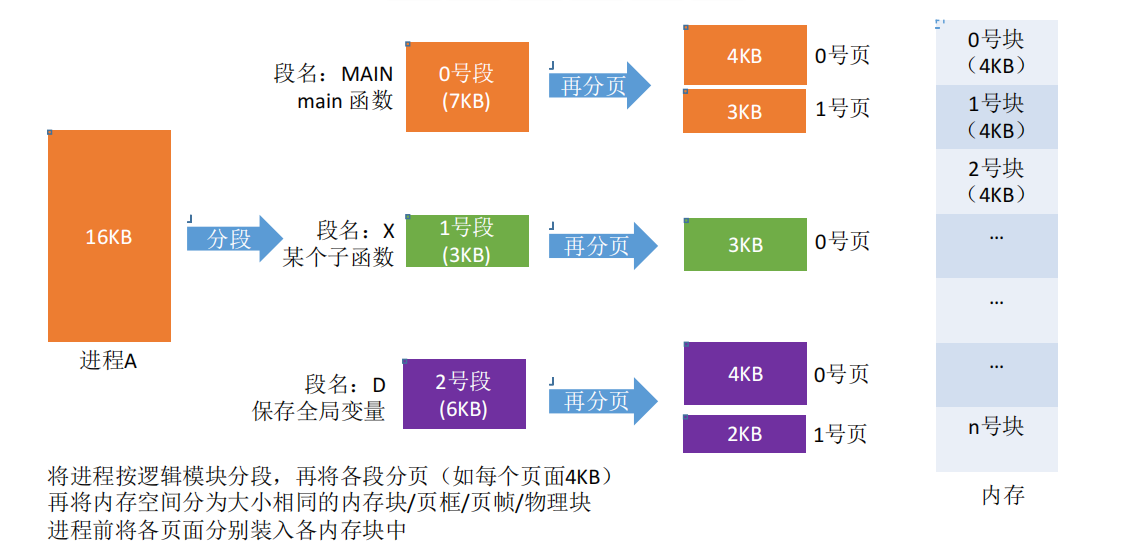 段名：MAIN
main 函数
0号段
(7KB)
再分页
4KB
0号页
3KB
1号页
16KB
进程A
分段
段名：X
某个子函数
1号段
(3KB)
再分页
3KB
0号页
段名：D
保存全局变量
2号段
(6KB)
再分页
4KB
0号页
2KB
1号页
0号块
（4KB）
1号块
（4KB）
2号块
（4KB）
…
…
…
n号块
内存
将进程按逻辑模块分段，再将各段分页（如每个页面4KB）
再将内存空间分为大小相同的内存块/页框/页帧/物理块
进程前将各页面分别装入各内存块中